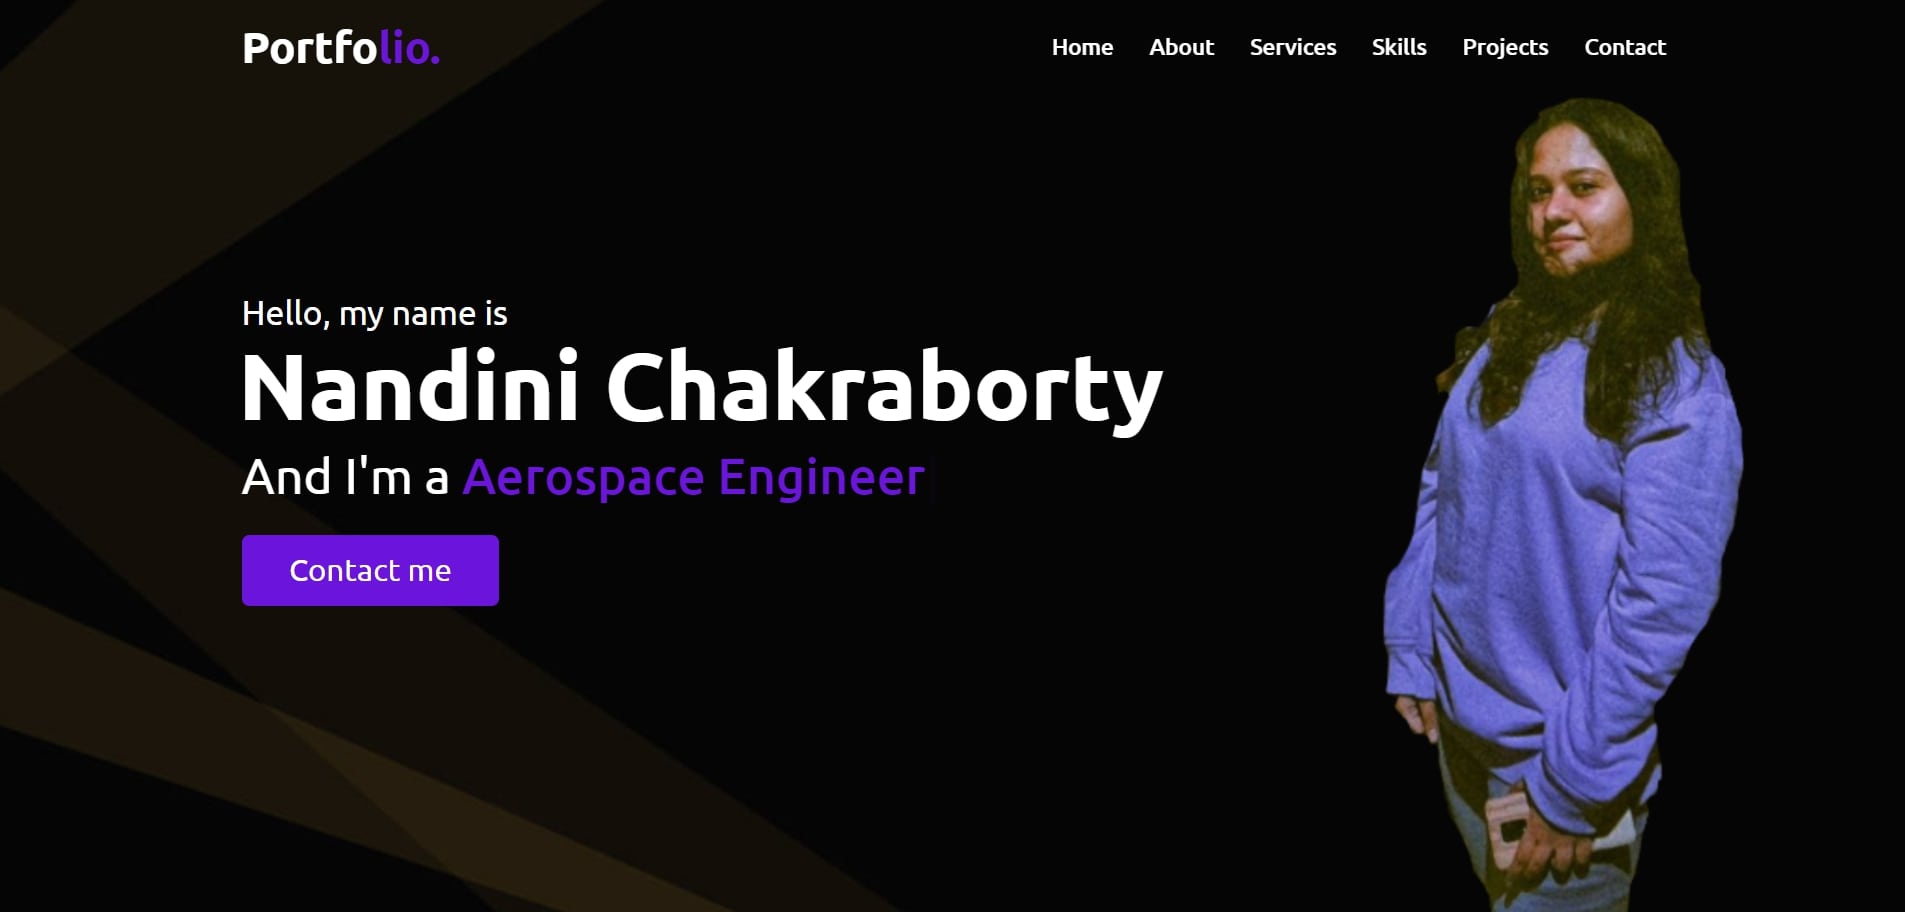 Portfolio.
Home About Services Skills Projects Contact
Hello, my name is
Nandini Chakraborty
And I'm a Aerospace Engineer
Contact me